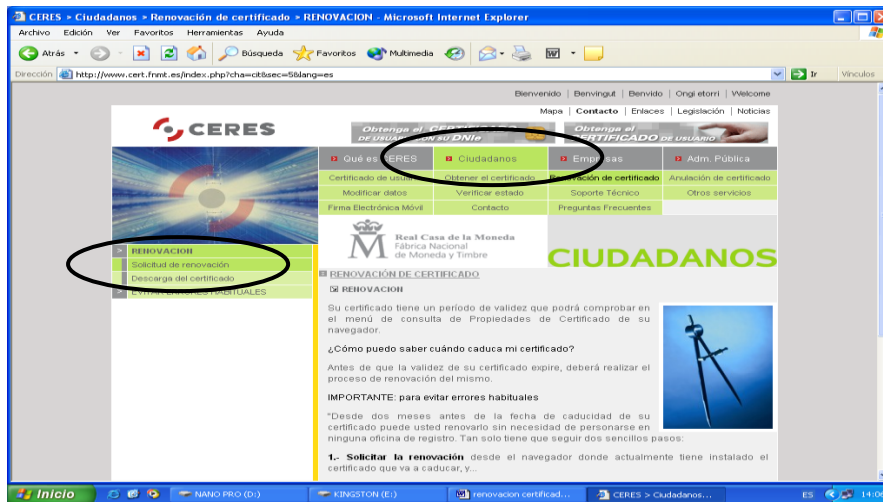 CERES > Ciudadanos > Renovación de certificado > RENOVACION - Microsoft Internet Explorer
Archivo Edición Ver Favoritos Herramientas Ayuda
Atrás Búsqueda Favoritos Multimedia
Dirección http://www.cert.fnmt.es/index.php?cha=cit&sec=5&lang=es Ir Vínculos
Bienvenido | Benvingut | Benvido | Ongi etorri | Welcome
Mapa | Contacto | Enlaces | Legislación | Noticias
CERES
Obtenga el CERTIFICADO DE USUARIO CON SU DNIe
Obtenga el CERTIFICADO DE USUARIO
Qué es CERES Ciudadanos Empresas Adm. Pública
Certificado de usuario Obtener el certificado Renovación de certificado Anulación de certificado
Modificar datos Verificar estado Soporte Técnico Otros servicios
Firma Electrónica Móvil Contacto Preguntas Frecuentes
Real Casa de la Moneda
Fábrica Nacional
de Moneda y Timbre
CIUDADANOS
> RENOVACION
Solicitud de renovación
Descarga del certificado
> EVITAR ERRORES HABITUALES
RENOVACIÓN DE CERTIFICADO
RENOVACION
Su certificado tiene un período de validez que podrá comprobar en
el menú de consulta de Propiedades de Certificado de su
navegador.
¿Cómo puedo saber cuándo caduca mi certificado?
Antes de que la validez de su certificado expire, deberá realizar el
proceso de renovación del mismo.
IMPORTANTE: para evitar errores habituales
"Desde dos meses antes de la fecha de caducidad de su
certificado puede usted renovarlo sin necesidad de personarse en
ninguna oficina de registro. Tan solo tiene que seguir dos sencillos pasos:
1.- Solicitar la renovación desde el navegador donde actualmente tiene instalado el
certificado que va a caducar, y...
Inicio NANO PRO (D:) KINGSTON (E:) renovacion certificad... CERES > Ciudadanos... ES 14:06